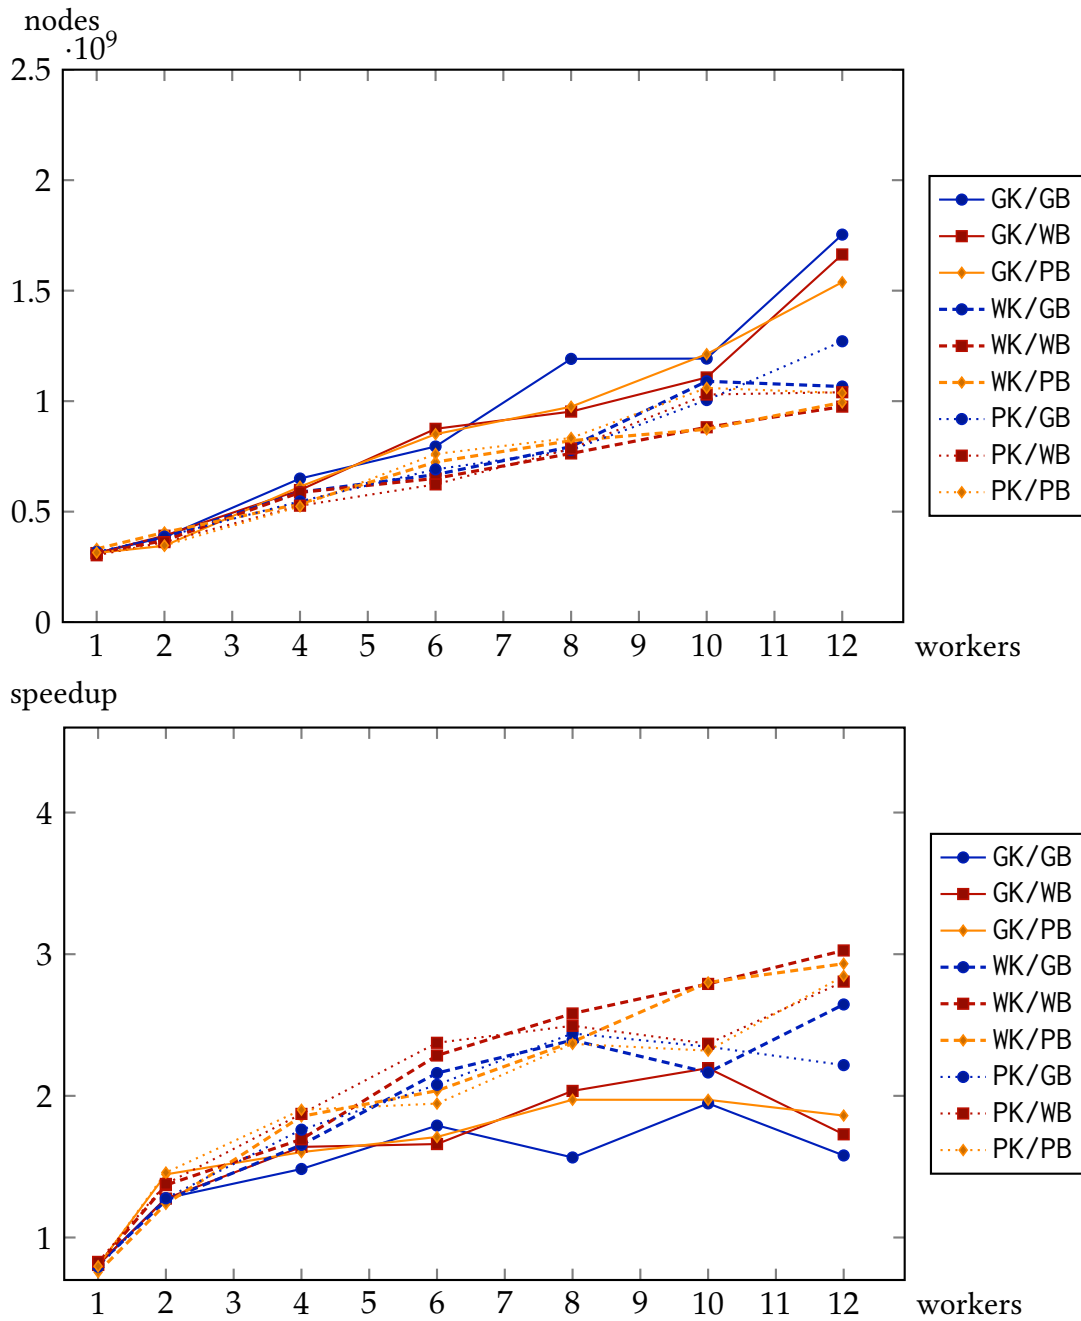 nodes
·10⁹
2.5
2
1.5
1
0.5
0
1 2 3 4 5 6 7 8 9 10 11 12
workers
GK/GB
GK/WB
GK/PB
WK/GB
WK/WB
WK/PB
PK/GB
PK/WB
PK/PB
speedup
4
3
2
1
1 2 3 4 5 6 7 8 9 10 11 12
workers
GK/GB
GK/WB
GK/PB
WK/GB
WK/WB
WK/PB
PK/GB
PK/WB
PK/PB